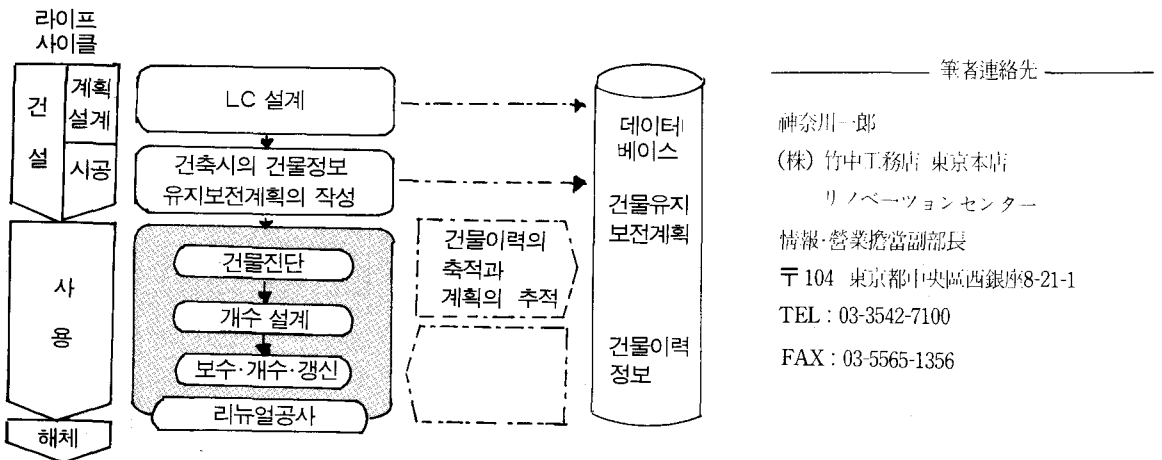 라이프
사이클
건설
계획
설계
시공
사용
해체
LC 설계
건축시의 건물정보
유지보전계획의 작성
건물진단
개수 설계
보수·개수·갱신
리뉴얼공사
건물이력의
축적과
계획의 추적
데이터
베이스
건물유지
보전계획
건물이력
정보
筆者連絡先
神奈川一郎
(株) 竹中工務店 東京本店
リノベーツョンセンター
情報·營業擔當副部長
〒104 東京都中央區西銀座8-21-1
TEL : 03-3542-7100
FAX : 03-5565-1356